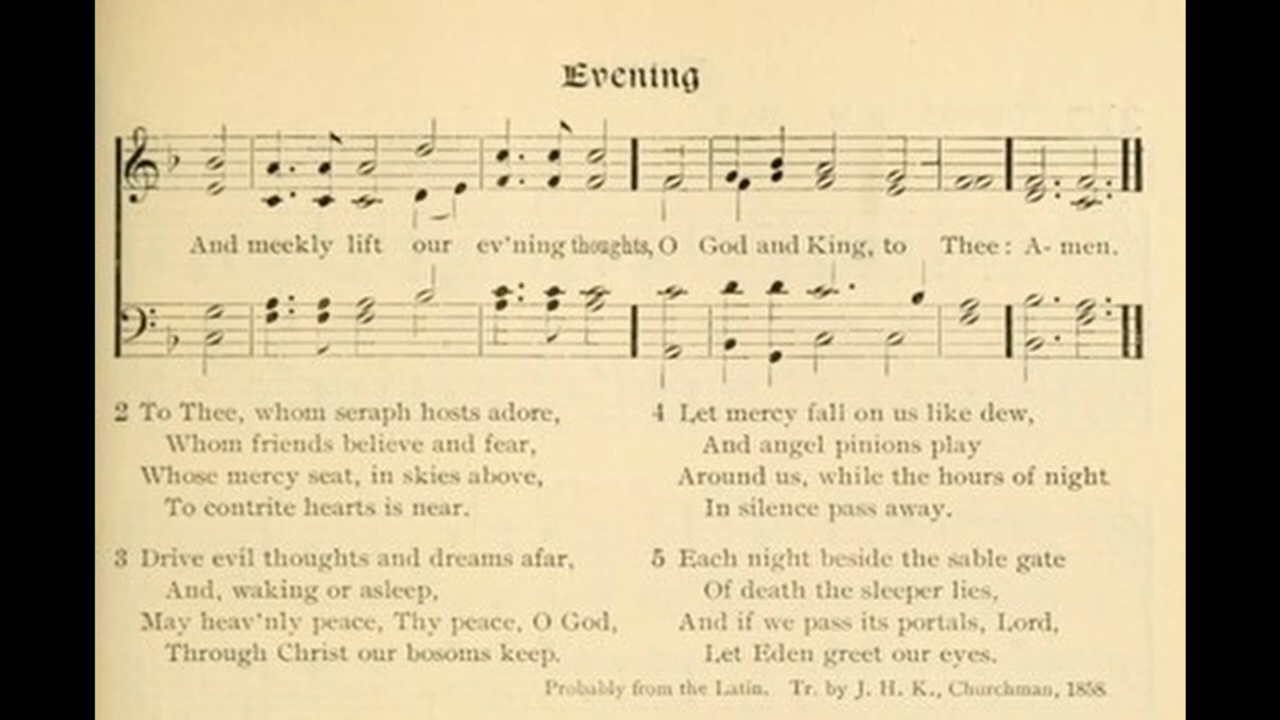 Evening
And meekly lift our ev'ning thoughts, O God and King, to Thee: A- men.
2 To Thee, whom seraph hosts adore,
Whom friends believe and fear,
Whose mercy seat, in skies above,
To contrite hearts is near.
3 Drive evil thoughts and dreams afar,
And, waking or asleep,
May heav'nly peace, Thy peace, O God,
Through Christ our bosoms keep.
4 Let mercy fall on us like dew,
And angel pinions play
Around us, while the hours of night
In silence pass away.
5 Each night beside the sable gate
Of death the sleeper lies,
And if we pass its portals, Lord,
Let Eden greet our eyes.
Probably from the Latin. Tr. by J. H. K., Churchman, 1858